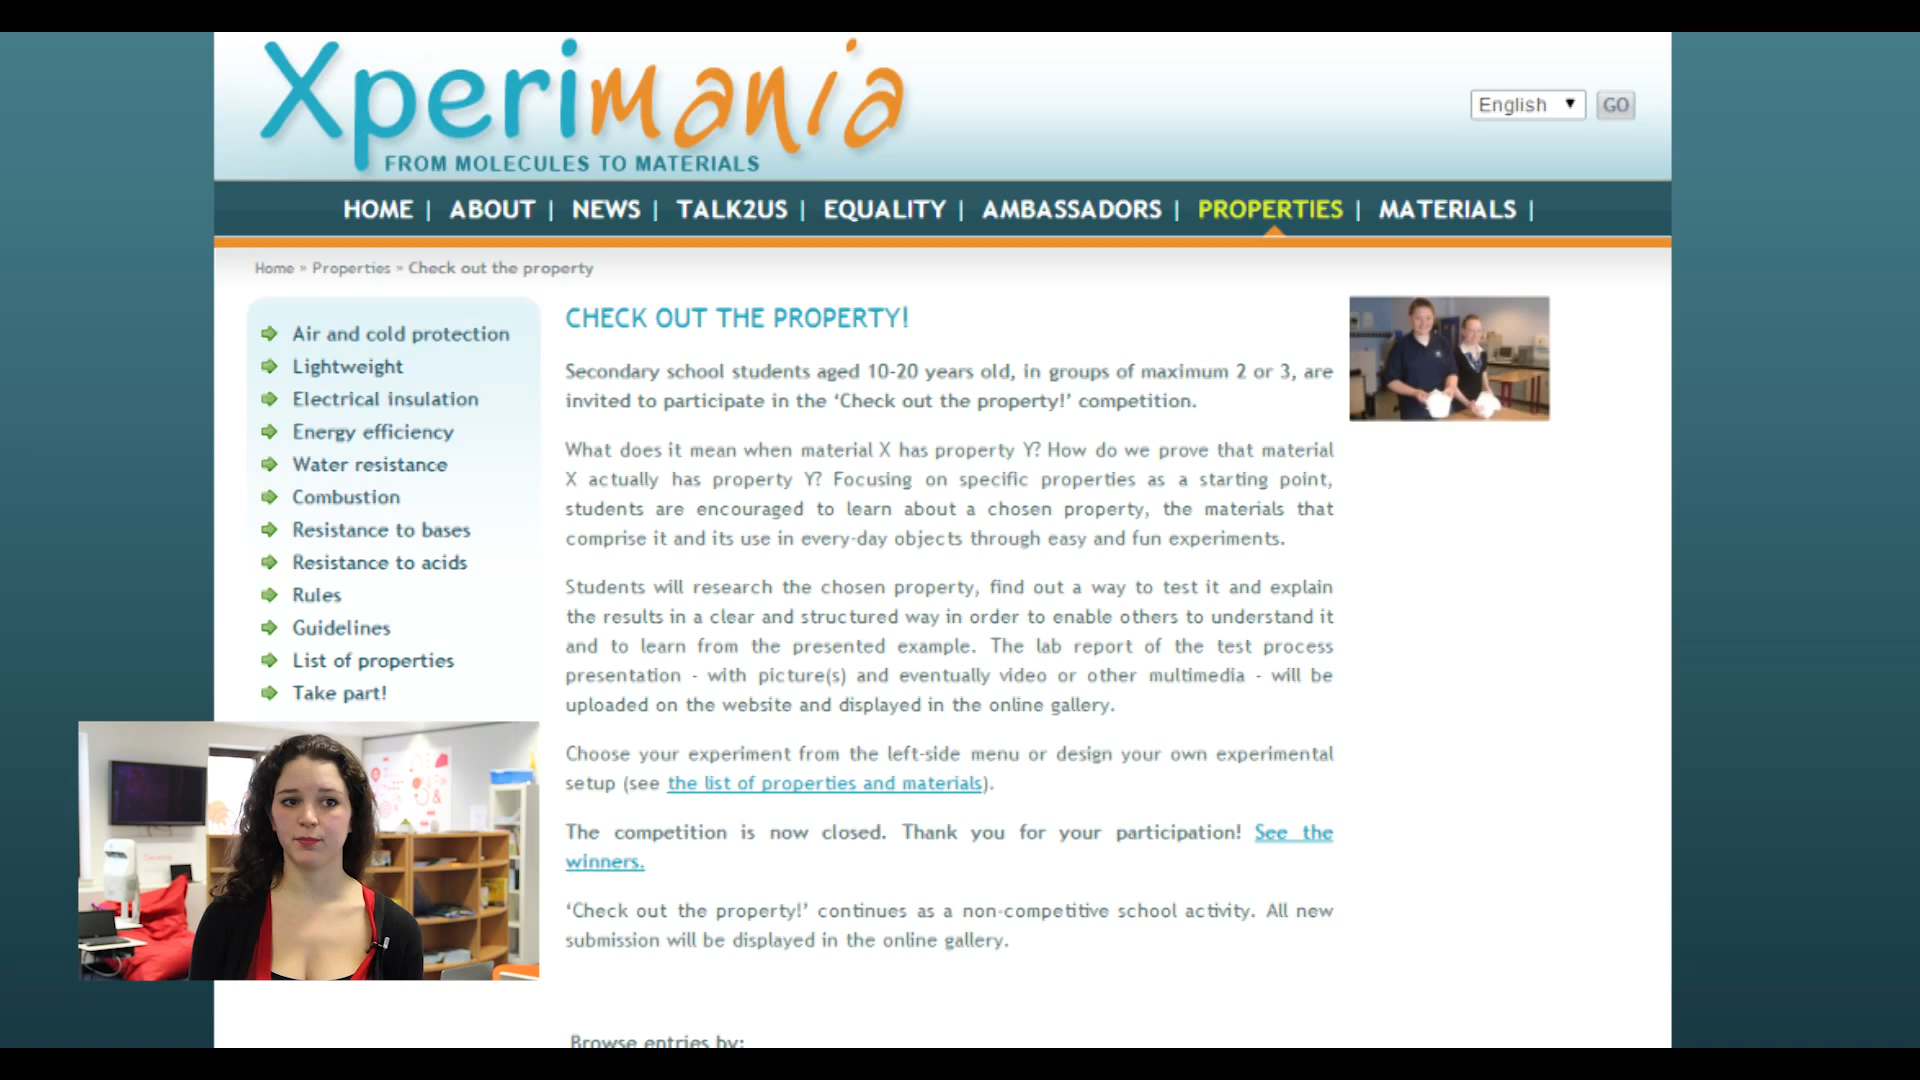 Xperimania
FROM MOLECULES TO MATERIALS
English
GO
HOME | ABOUT | NEWS | TALK2US | EQUALITY | AMBASSADORS | PROPERTIES | MATERIALS |
Home » Properties » Check out the property
Air and cold protection
Lightweight
Electrical insulation
Energy efficiency
Water resistance
Combustion
Resistance to bases
Resistance to acids
Rules
Guidelines
List of properties
Take part!
CHECK OUT THE PROPERTY!
Secondary school students aged 10-20 years old, in groups of maximum 2 or 3, are
invited to participate in the ‘Check out the property!’ competition.
What does it mean when material X has property Y? How do we prove that material
X actually has property Y? Focusing on specific properties as a starting point,
students are encouraged to learn about a chosen property, the materials that
comprise it and its use in every-day objects through easy and fun experiments.
Students will research the chosen property, find out a way to test it and explain
the results in a clear and structured way in order to enable others to understand it
and to learn from the presented example. The lab report of the test process
presentation - with picture(s) and eventually video or other multimedia - will be
uploaded on the website and displayed in the online gallery.
Choose your experiment from the left-side menu or design your own experimental
setup (see the list of properties and materials).
The competition is now closed. Thank you for your participation! See the
winners.
‘Check out the property!’ continues as a non-competitive school activity. All new
submission will be displayed in the online gallery.
Browse entries by: